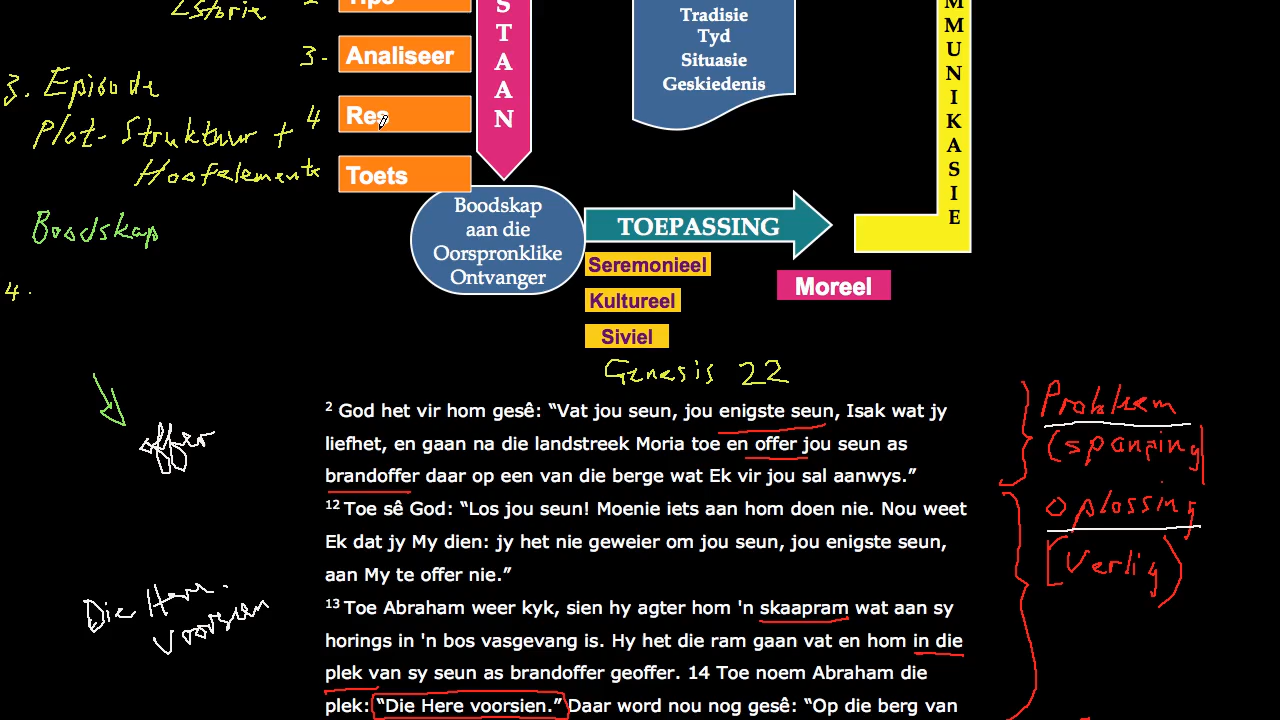 Storie
Tips
3- Analiseer
3. Episode
Plot-Struktuur +
Hoofelemente
4 Res
Toets
Boodskap
4.
S
T
A
A
N
Tradisie
Tyd
Situasie
Geskiedenis
M
M
U
N
I
K
A
S
I
E
Boodskap
aan die
Oorspronklike
Ontvanger
TOEPASSING
Seremonieel
Kultureel
Siviel
Moreel
Genesis 22
2 God het vir hom gesê: “Vat jou seun, jou enigste seun, Isak wat jy
liefhet, en gaan na die landstreek Moria toe en offer jou seun as
brandoffer daar op een van die berge wat Ek vir jou sal aanwys.”
12 Toe sê God: “Los jou seun! Moenie iets aan hom doen nie. Nou weet
Ek dat jy My dien: jy het nie geweier om jou seun, jou enigste seun,
aan My te offer nie.”
13 Toe Abraham weer kyk, sien hy agter hom 'n skaapram wat aan sy
horings in 'n bos vasgevang is. Hy het die ram gaan vat en hom in die
plek van sy seun as brandoffer geoffer. 14 Toe noem Abraham die
plek: “Die Here voorsien.” Daar word nou nog gesê: “Op die berg van
offer
Die Here
voorsien
Probleem
(spanning
Oplossing
[Verlig)